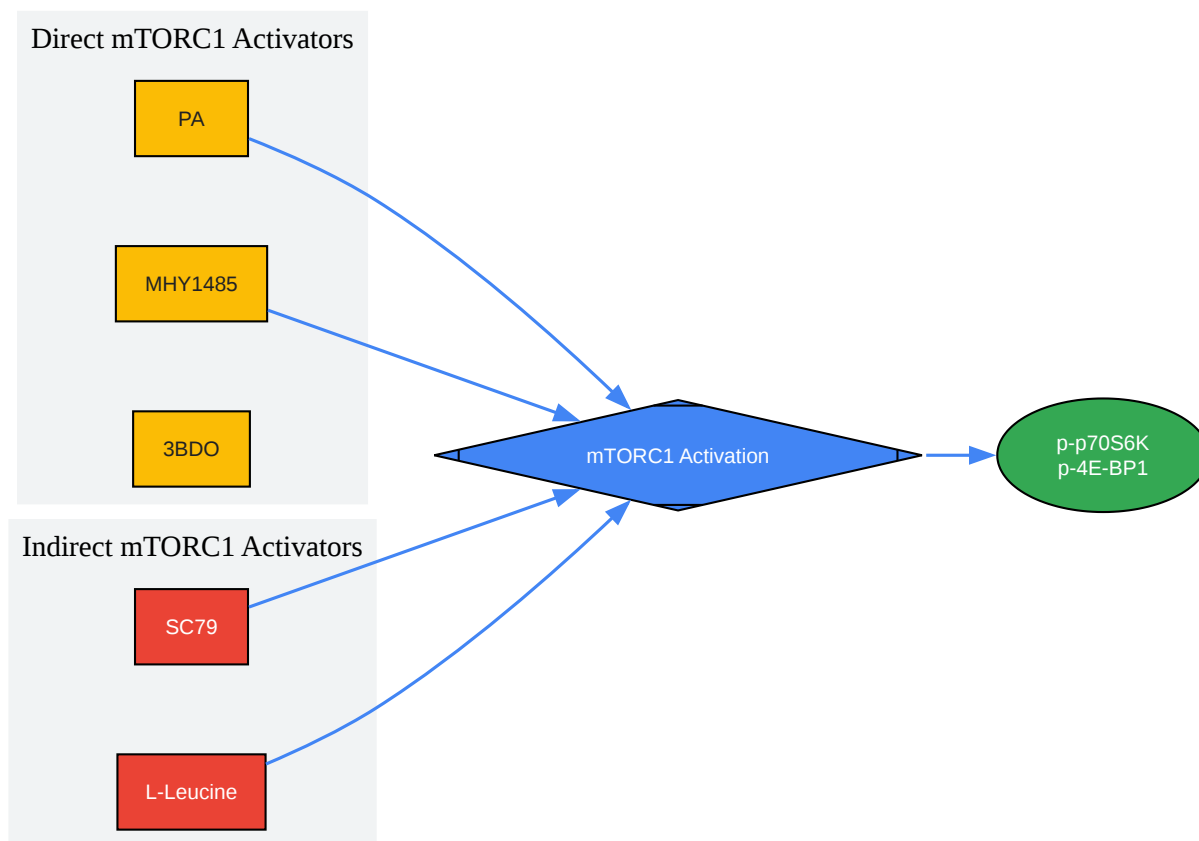 Direct mTORC1 Activators
PA
MHY1485
3BDO
Indirect mTORC1 Activators
SC79
L-Leucine
mTORC1 Activation
p-p70S6K
p-4E-BP1